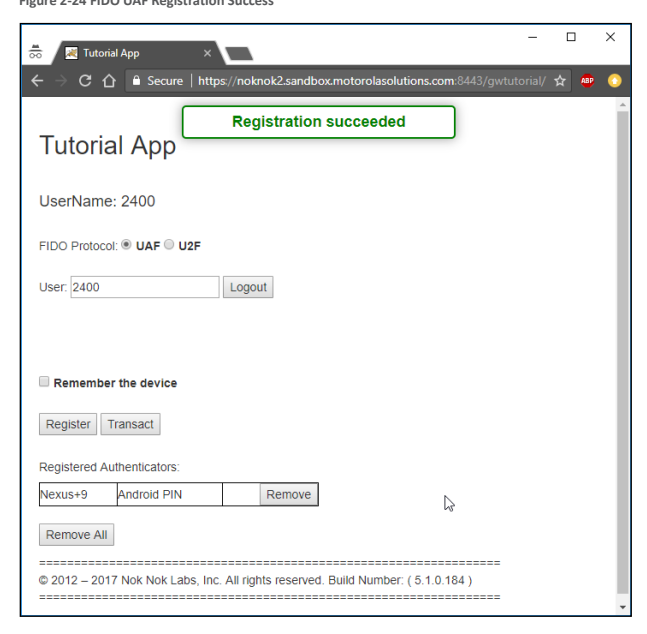 Figure 2-24 FIDO UAF Registration Success
Tutorial App
Secure | https://noknok2.sandbox.motorolasolutions.com:8443/gwtutorial/
ABP
Registration succeeded
Tutorial App
UserName: 2400
FIDO Protocol: UAF U2F
User: 2400 Logout
Remember the device
Register Transact
Registered Authenticators:
Nexus+9 Android PIN Remove
Remove All
==================================================================
© 2012 – 2017 Nok Nok Labs, Inc. All rights reserved. Build Number: ( 5.1.0.184 )
==================================================================